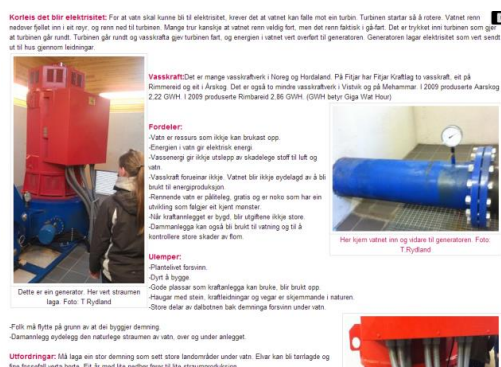 Korleis det blir elektrisitet: For at vatn skal kunne bli til elektrisitet, krever det at vatnet kan falle mot ein turbin. Turbinen startar så å rotere. Vatnet renn
nedover fjellet inn i eit røyr, og renn ned til turbinen. Mange trur kanskje at vatnet renn veldig fort, men det renn faktisk i gå-fart. Det er trykket inni turbinen som gjer
at turbinen går rundt. Turbinen går rundt og vasskrafta gjev turbinen fart, og energien i vatnet vert overført til generatoren. Generatoren lagar elektrisitet som vert sendt
ut til hus gjennom leidningar.
Vasskraft:Det er mange vasskraftverk i Noreg og Hordaland. På Fitjar har Fitjar Kraftlag to vasskraft, eit på
Rimmereid og eit i Årskog. Det er også to mindre vasskraftverk i Vistvik og på Mehammar. I 2009 produserte Aarskog
2,22 GWH. I 2009 produserte Rimbareid 2,86 GWH. (GWH betyr Giga Wat Hour)
Fordeler:
-Vatn er ressurs som ikkje kan brukast opp.
-Energien i vatn gir elektrisk energi.
-Vassenergi gir ikkje utslepp av skadelege stoff til luft og
vatn.
-Vasskraft forureinar ikkje. Vatnet blir ikkje øydelagd av å bli
brukt til energiproduksjon.
-Rennende vatn er påliteleg, gratis og er noko som har ein
utvikling som følgjer eit kjent mønster.
-Når kraftannlegget er bygd, blir utgiftene ikkje store.
-Dammanlegga kan også bli brukt til vatning og til å
kontrollere store skader av flom.
Her kjem vatnet inn og vidare til generatoren. Foto:
T.Rydland
Ulemper:
-Plantelivet forsvinn.
-Dyrt å bygge.
-Gode plassar som kraftanlegga kan bruke, blir brukt opp.
-Haugar med stein, kraftleidningar og vegar er skjemmande i naturen.
-Store delar av dalbotnen bak demninga forsvinn under vatn.
Dette er ein generator. Her vert straumen
laga. Foto: T.Rydland
-Folk må flytte på grunn av at dei byggjer demning.
-Damannlegg øydelegg den naturlege straumen av vatn, over og under anlegget.
Utfordringar: Må laga ein stor demning som sett store landområder under vatn. Elvar kan bli tørrlagde og